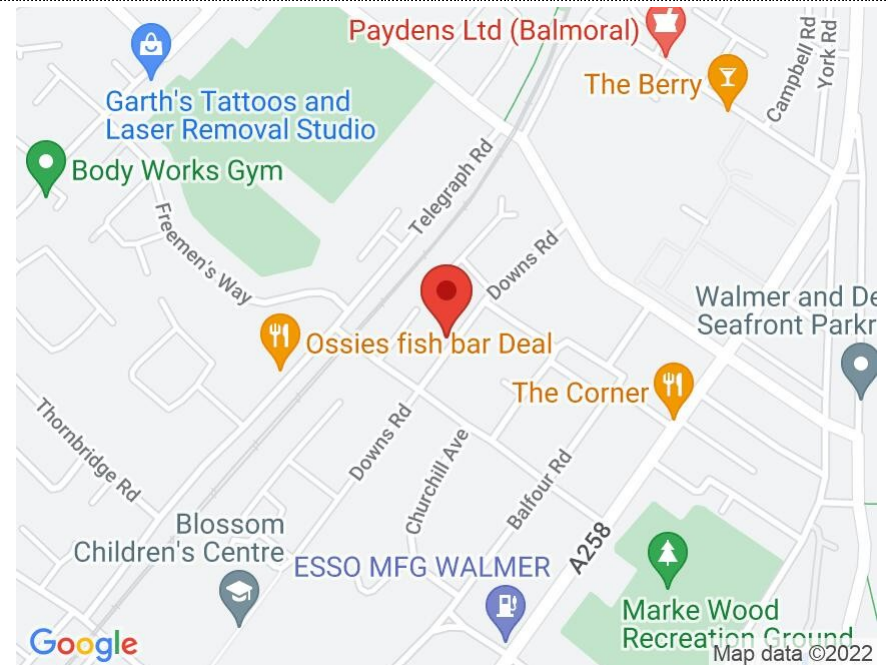 Paydens Ltd (Balmoral)
Campbell Rd
York Rd
The Berry
Garth's Tattoos and
Laser Removal Studio
Telegraph Rd
Body Works Gym
Freemen's Way
Downs Rd
Walmer and De
Seafront Parkr
Ossies fish bar Deal
The Corner
Thornbridge Rd
Downs Rd
Churchill Ave
Balfour Rd
A258
Blossom
Children's Centre
ESSO MFG WALMER
Marke Wood
Recreation Ground
Google
Map data ©2022